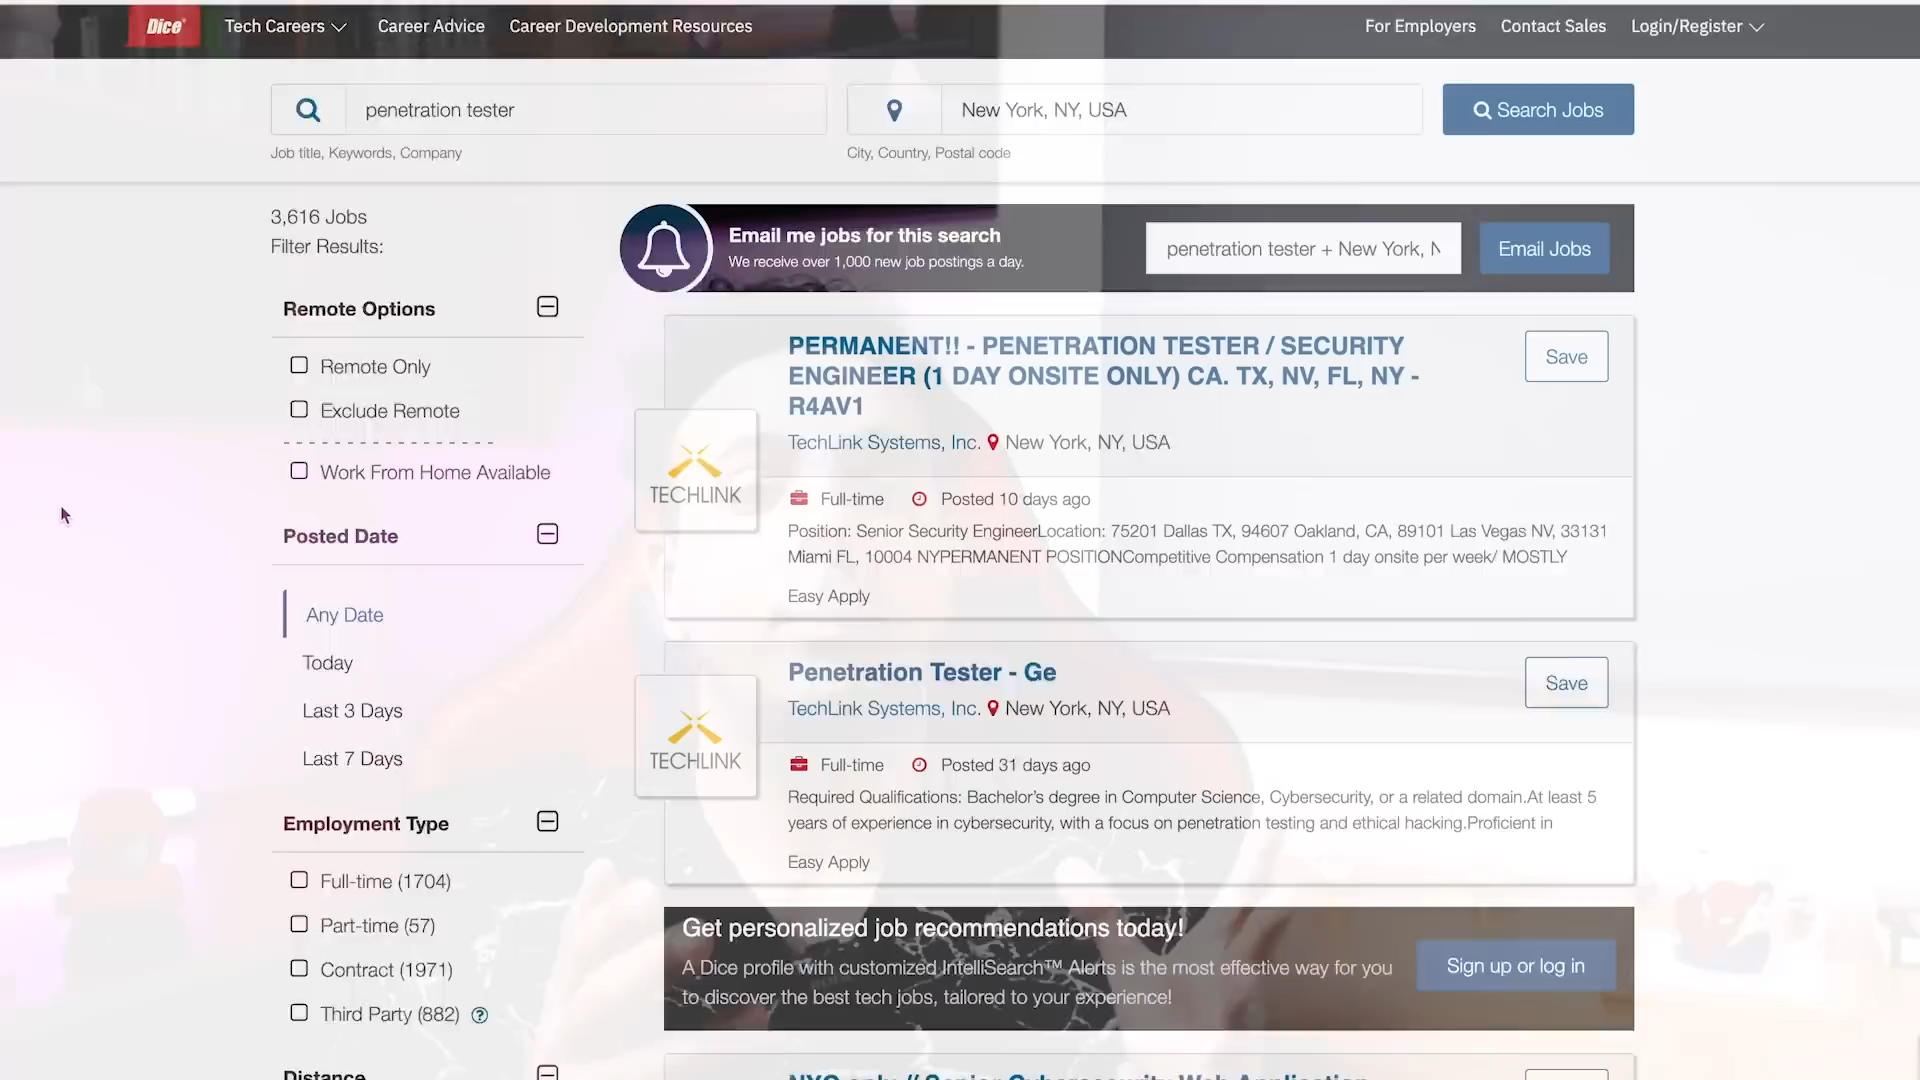 Dice
Tech Careers
Career Advice
Career Development Resources
For Employers
Contact Sales
Login/Register
penetration tester
New York, NY, USA
Search Jobs
Job title, Keywords, Company
City, Country, Postal code
3,616 Jobs
Filter Results:
Remote Options
Remote Only
Exclude Remote
Work From Home Available
Posted Date
Any Date
Today
Last 3 Days
Last 7 Days
Employment Type
Full-time (1704)
Part-time (57)
Contract (1971)
Third Party (882) ?
Distance
Email me jobs for this search
We receive over 1,000 new job postings a day.
penetration tester + New York, N
Email Jobs
PERMANENT!! - PENETRATION TESTER / SECURITY
ENGINEER (1 DAY ONSITE ONLY) CA. TX, NV, FL, NY -
R4AV1
Save
TechLink Systems, Inc. New York, NY, USA
TECHLINK
Full-time Posted 10 days ago
Position: Senior Security EngineerLocation: 75201 Dallas TX, 94607 Oakland, CA, 89101 Las Vegas NV, 33131
Miami FL, 10004 NYPERMANENT POSITIONCompetitive Compensation 1 day onsite per week/ MOSTLY
Easy Apply
Penetration Tester - Ge
Save
TechLink Systems, Inc. New York, NY, USA
TECHLINK
Full-time Posted 31 days ago
Required Qualifications: Bachelor's degree in Computer Science, Cybersecurity, or a related domain.At least 5
years of experience in cybersecurity, with a focus on penetration testing and ethical hacking.Proficient in
Easy Apply
Get personalized job recommendations today!
A Dice profile with customized IntelliSearch™ Alerts is the most effective way for you
to discover the best tech jobs, tailored to your experience!
Sign up or log in
NYC only // Senior Cybersecurity Web Application